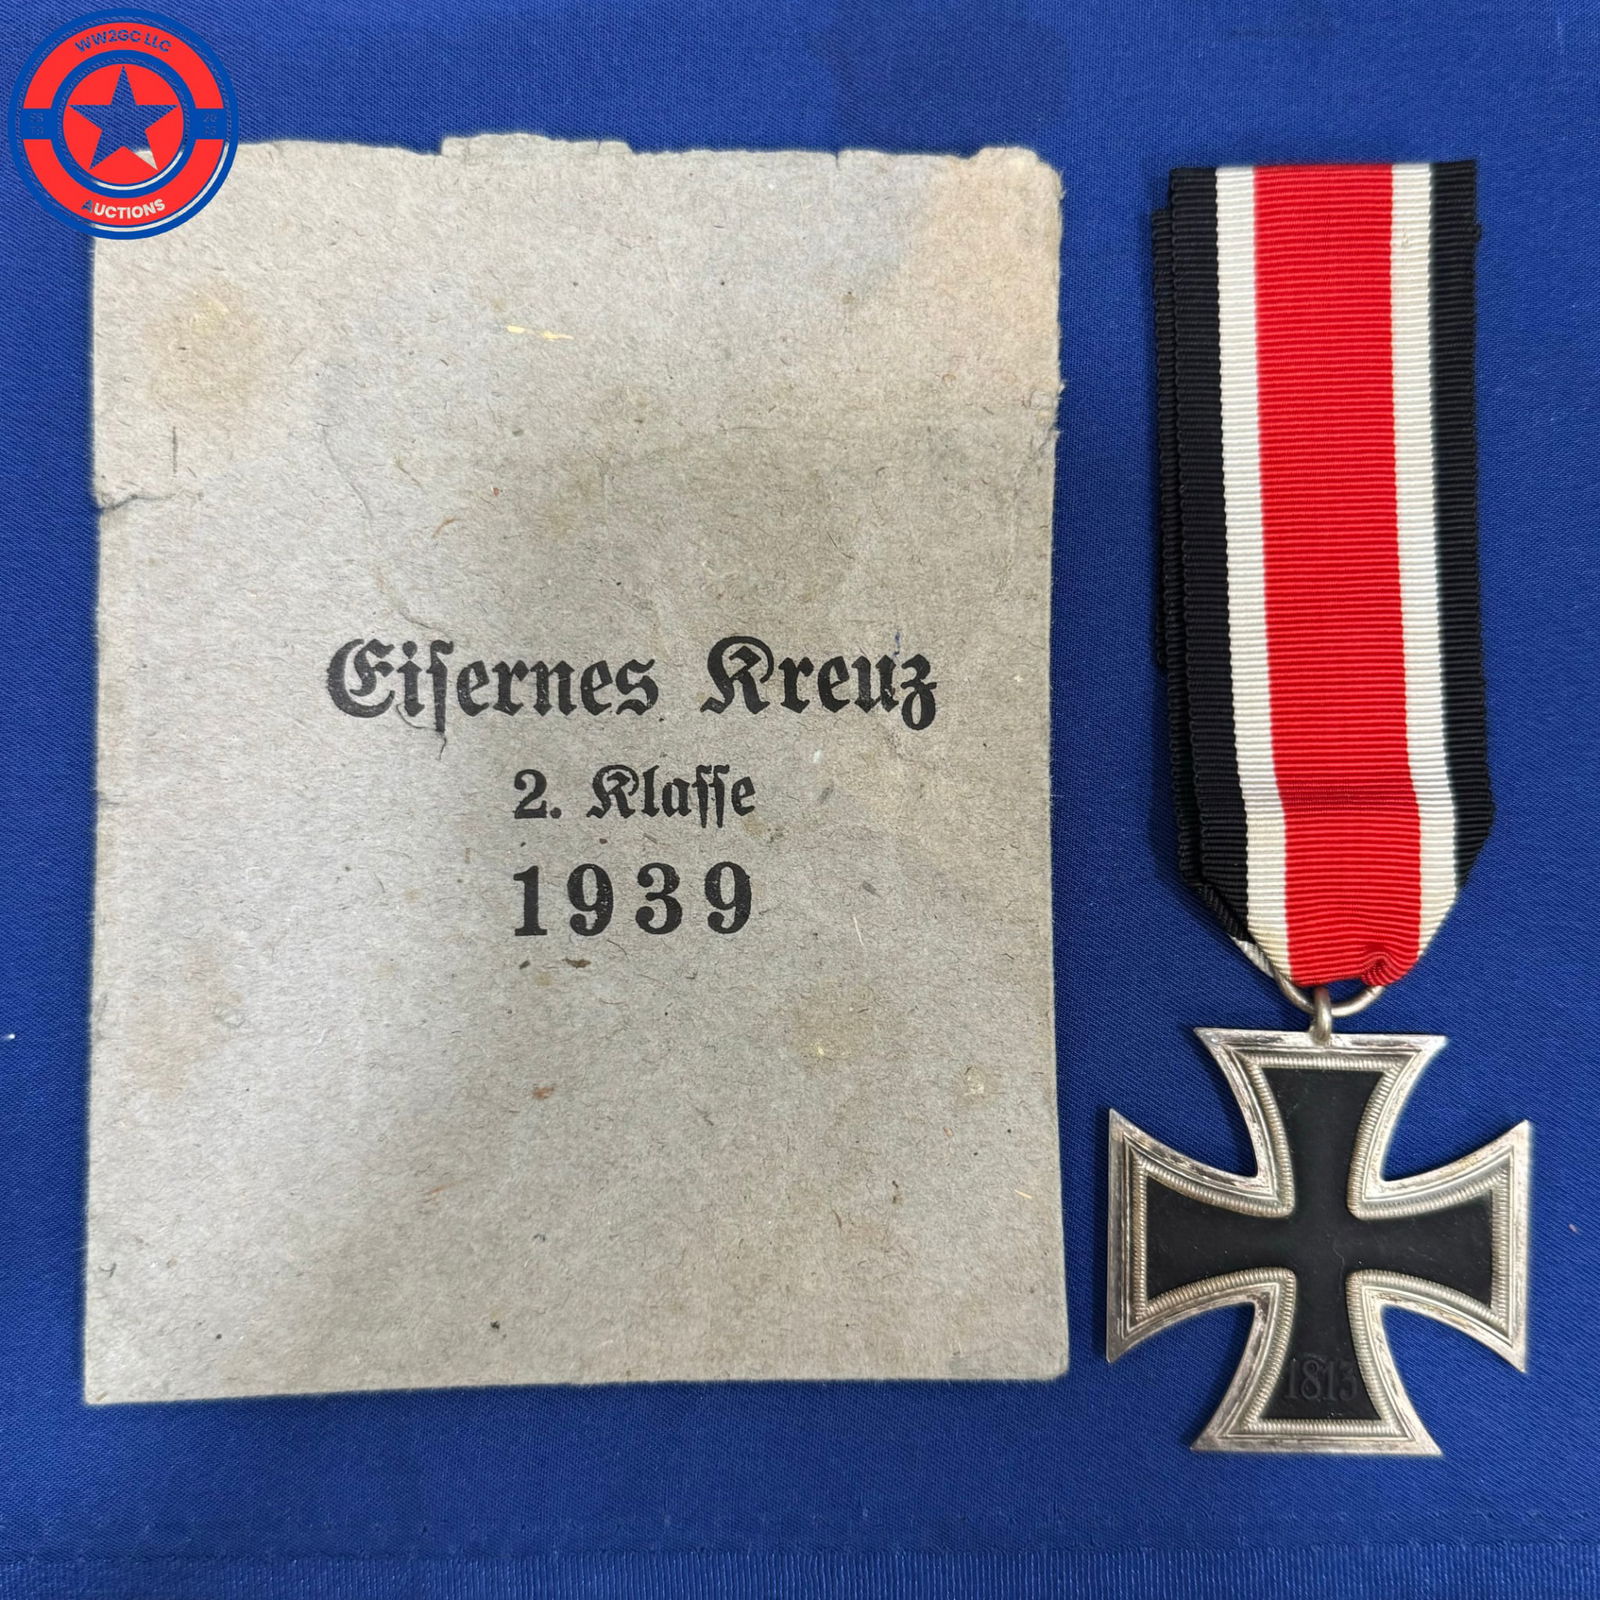 WW2GC LLC
AUCTIONS
Eiſernes Kreuz
2. Klaſſe
1939
1813